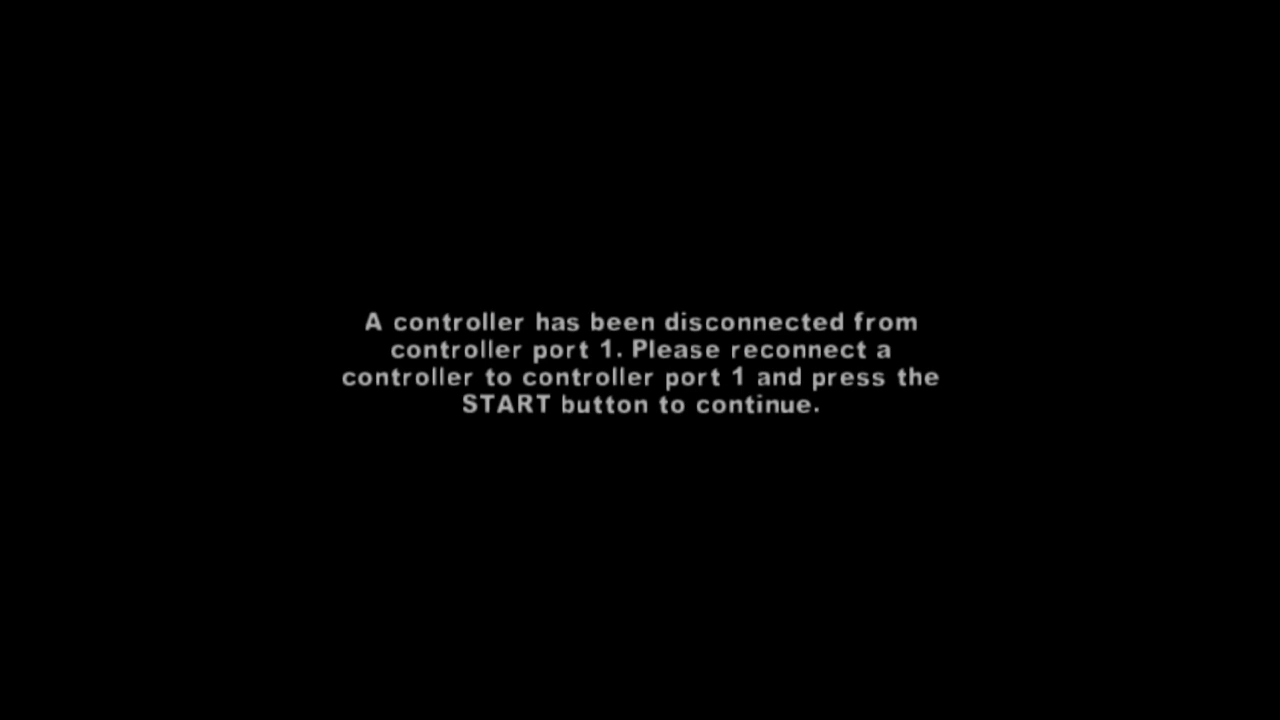 A controller has been disconnected from
controller port 1. Please reconnect a
controller to controller port 1 and press the
START button to continue.